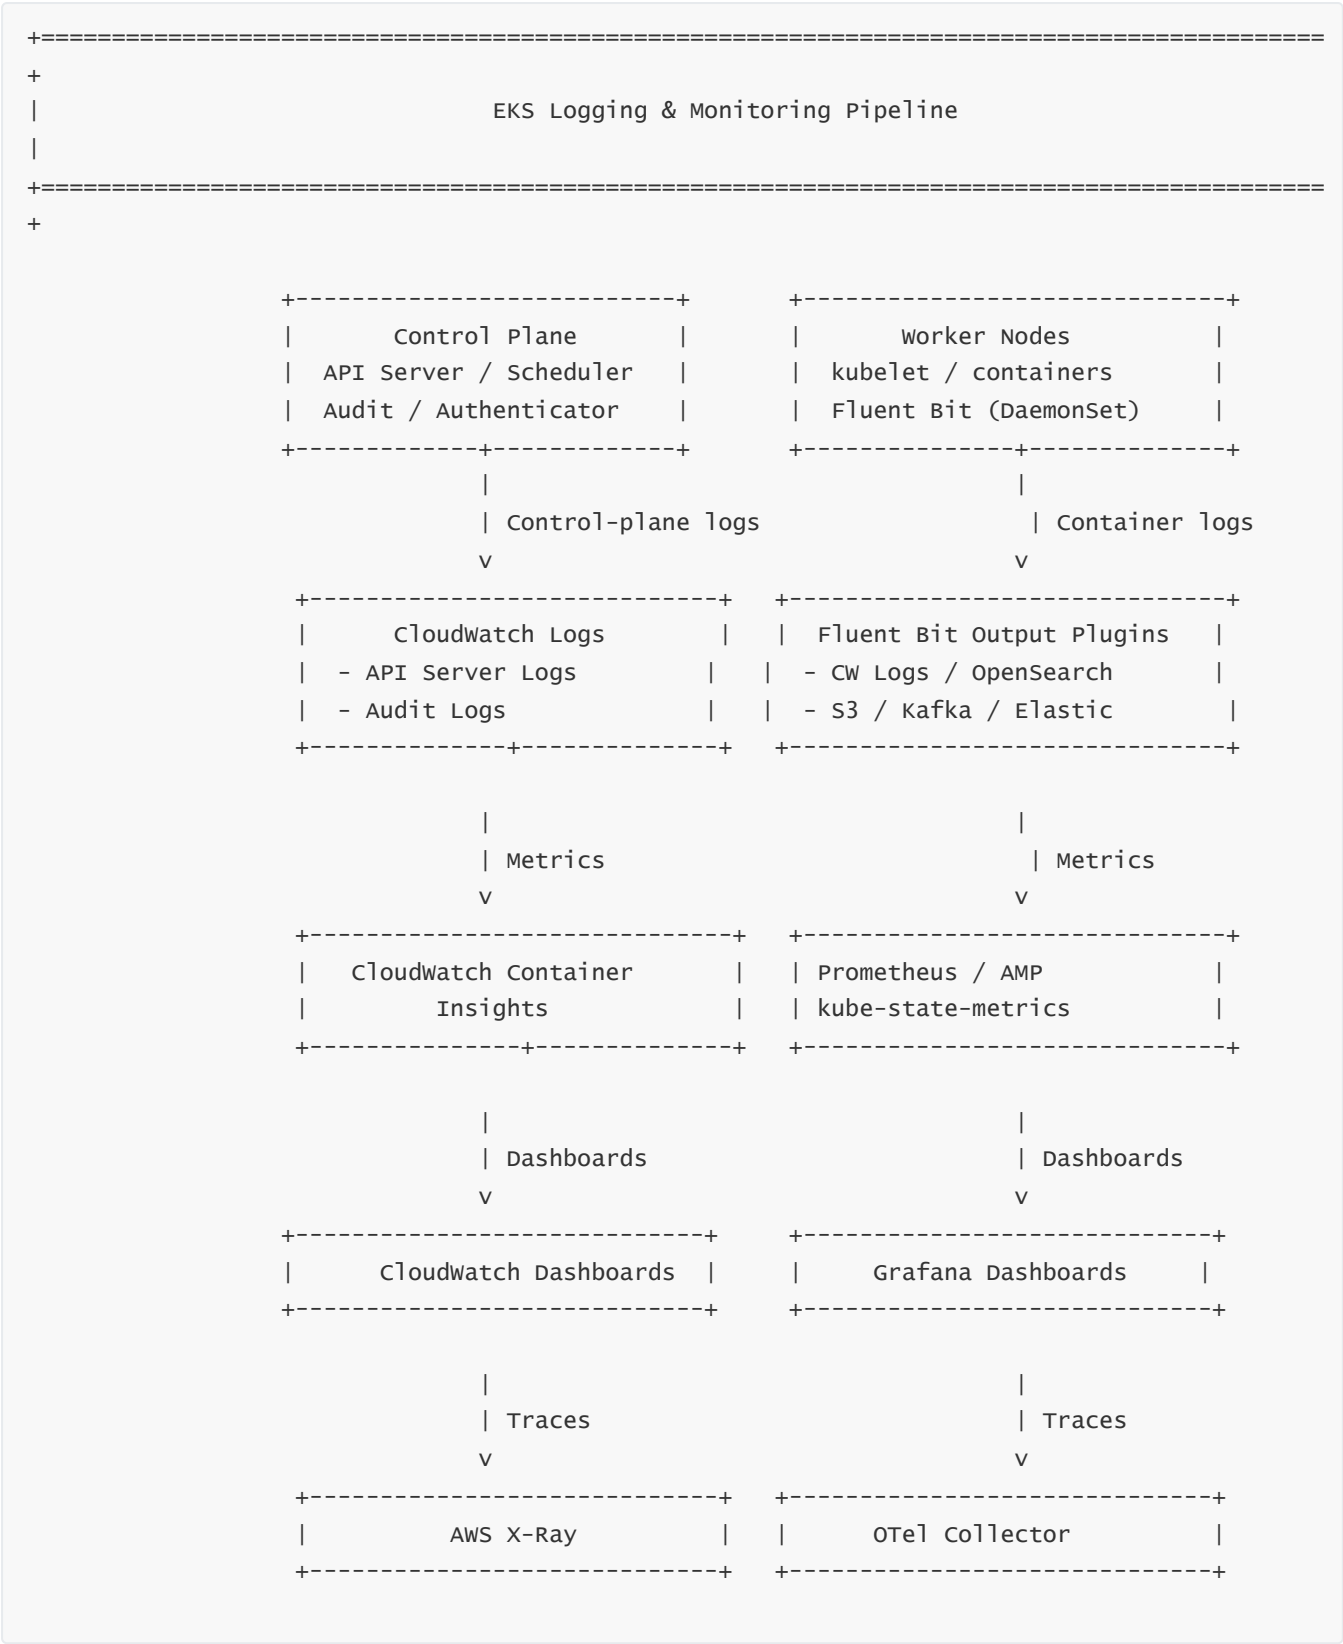 +===========================================================================================
+
|                                EKS Logging & Monitoring Pipeline
|
+===========================================================================================
+

                  +---------------------------+       +------------------------------+
                  |       Control Plane       |       |       Worker Nodes          |
                  |  API Server / Scheduler   |       |  kubelet / containers       |
                  |  Audit / Authenticator    |       |  Fluent Bit (DaemonSet)     |
                  +-------------+-------------+       +---------------+--------------+
                                |                                     |
                                | Control-plane logs                   | Container logs
                                v                                     v
                   +-----------------------------+   +-------------------------------+
                   |      CloudWatch Logs        |   |  Fluent Bit Output Plugins   |
                   |  - API Server Logs         |   |  - CW Logs / OpenSearch       |
                   |  - Audit Logs              |   |  - S3 / Kafka / Elastic        |
                   +--------------+--------------+   +-------------------------------+

                                |                                     |
                                | Metrics                              | Metrics
                                v                                     v
                   +------------------------------+   +------------------------------+
                   |   CloudWatch Container       |   | Prometheus / AMP            |
                   |         Insights             |   | kube-state-metrics          |
                   +---------------+--------------+   +------------------------------+

                                |                                     |
                                | Dashboards                          | Dashboards
                                v                                     v
                  +-----------------------------+     +-----------------------------+
                  |      CloudWatch Dashboards  |     |     Grafana Dashboards     |
                  +-----------------------------+     +-----------------------------+

                                |                                     |
                                | Traces                              | Traces
                                v                                     v
                   +-----------------------------+   +------------------------------+
                   |          AWS X-Ray          |   |      OTel Collector          |
                   +-----------------------------+   +------------------------------+